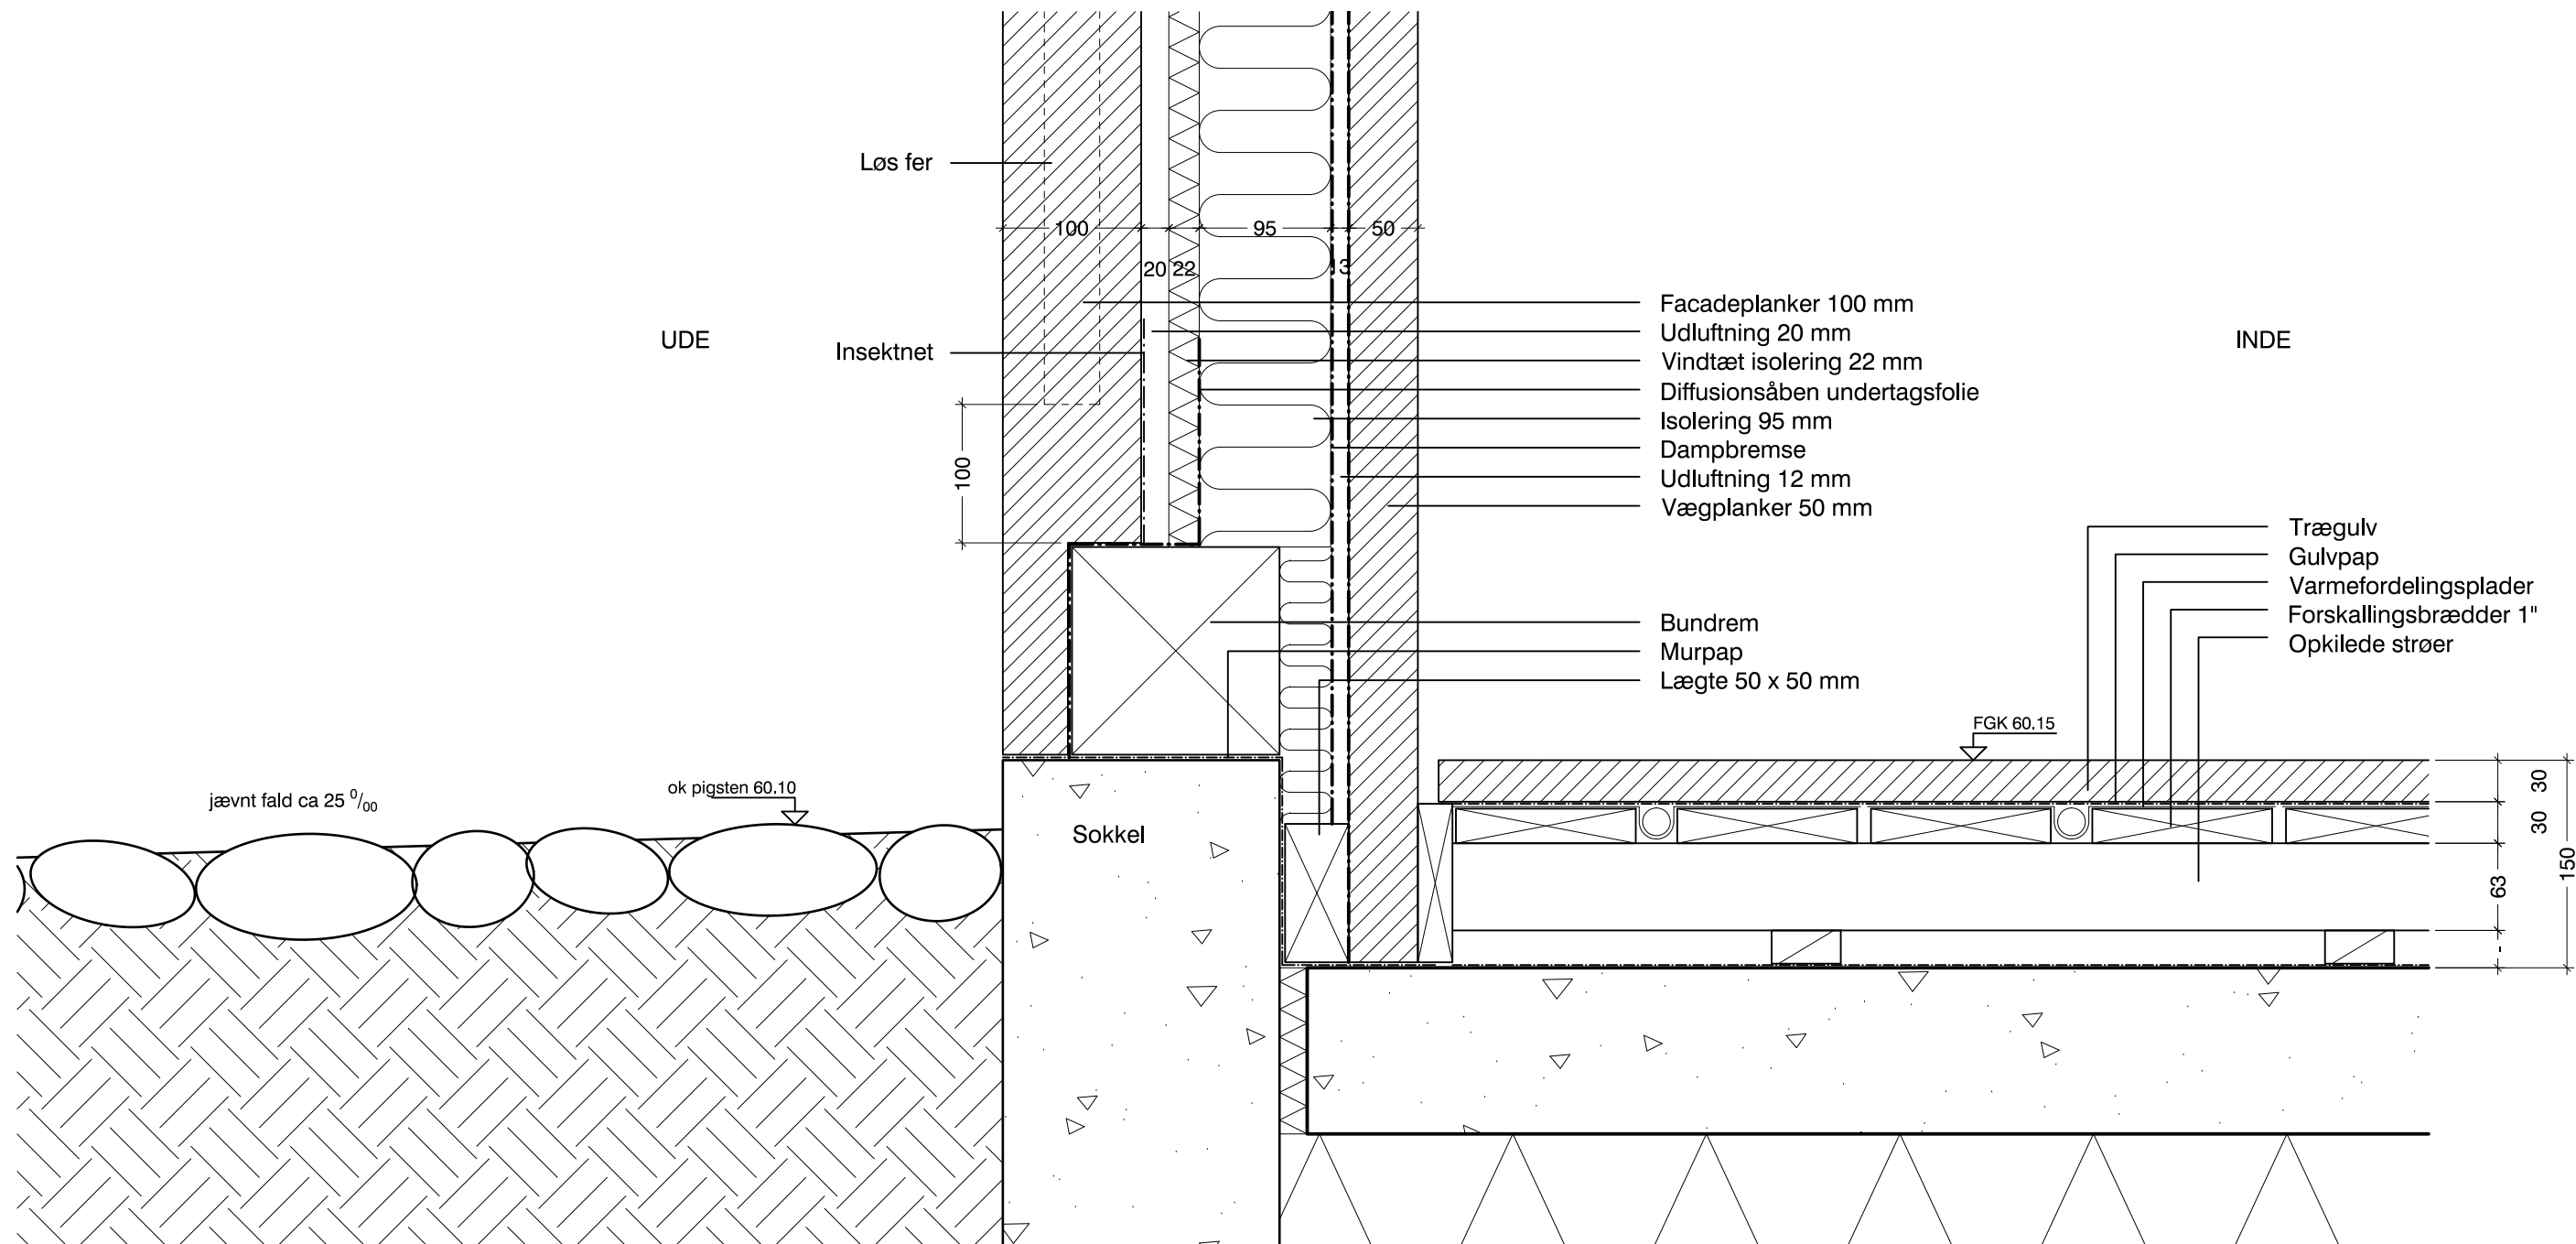 Løs fer
100
95
50
20
22
13
UDE
Insektnet
INDE
Facadeplanker 100 mm
Udluftning 20 mm
Vindtæt isolering 22 mm
Diffusionsåben undertagsfolie
Isolering 95 mm
Dampbremse
Udluftning 12 mm
Vægplanker 50 mm
100
Trægulv
Gulvpap
Varmefordelingsplader
Forskallingsbrædder 1"
Opkilede strøer
Bundrem
Murpap
Lægte 50 x 50 mm
FGK 60.15
jævnt fald ca 25 0/00
ok pigsten 60.10
Sokkel
30
30
63
150